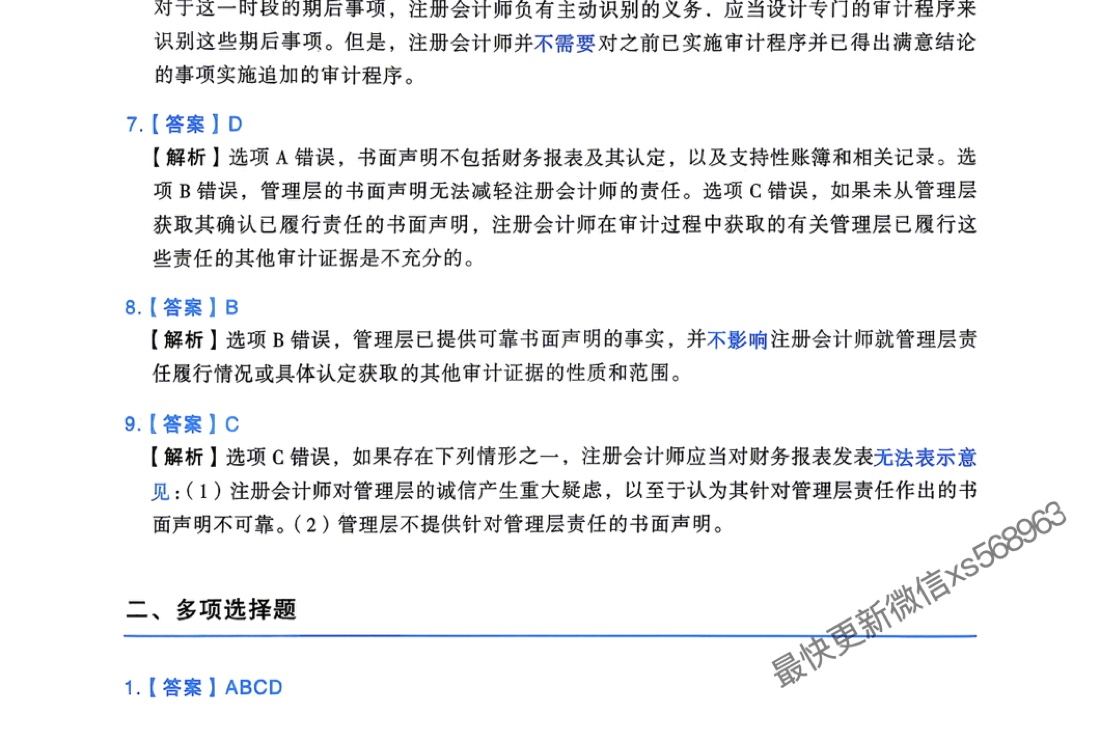 对于这一时段的期后事项，注册会计师负有主动识别的义务．应当设计专门的审计程序来
识别这些期后事项。但是，注册会计师并不需要对之前已实施审计程序并已得出满意结论
的事项实施追加的审计程序。
7.【答案】D
【解析】选项 A 错误，书面声明不包括财务报表及其认定，以及支持性账簿和相关记录。选
项 B 错误，管理层的书面声明无法减轻注册会计师的责任。选项 C 错误，如果未从管理层
获取其确认已履行责任的书面声明，注册会计师在审计过程中获取的有关管理层已履行这
些责任的其他审计证据是不充分的。
8.【答案】B
【解析】选项 B 错误，管理层已提供可靠书面声明的事实，并不影响注册会计师就管理层责
任履行情况或具体认定获取的其他审计证据的性质和范围。
9.【答案】C
【解析】选项 C 错误，如果存在下列情形之一，注册会计师应当对财务报表发表无法表示意
见：（1）注册会计师对管理层的诚信产生重大疑虑，以至于认为其针对管理层责任作出的书
面声明不可靠。（2）管理层不提供针对管理层责任的书面声明。
最快更新微信xs568963
二、多项选择题
1.【答案】ABCD